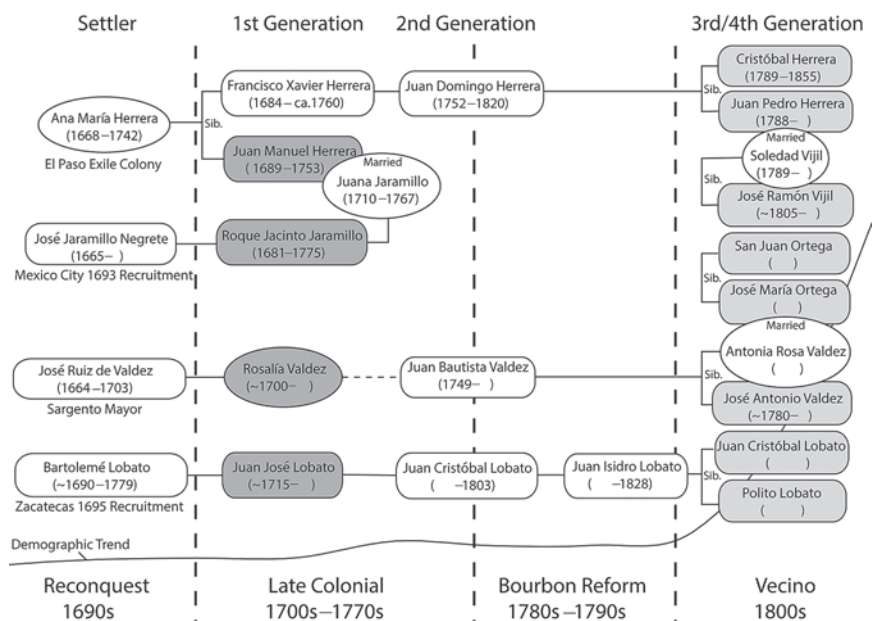 Settler
1st Generation
2nd Generation
3rd/4th Generation
Ana María Herrera
(1668–1742)
El Paso Exile Colony
Sib.
Francisco Xavier Herrera
(1684–ca.1760)
Juan Domingo Herrera
(1752–1820)
Sib.
Cristóbal Herrera
(1789–1855)
Juan Pedro Herrera
(1788– )
Juan Manuel Herrera
( 1689–1753)
Married
Juana Jaramillo
(1710–1767)
Sib.
Married
Soledad Vijil
(1789– )
José Ramón Vijil
(~1805– )
José Jaramillo Negrete
(1665– )
Mexico City 1693 Recruitment
Roque Jacinto Jaramillo
(1681–1775)
Sib.
San Juan Ortega
( )
José María Ortega
( )
José Ruiz de Valdez
(1664–1703)
Sargento Mayor
Rosalía Valdez
(~1700– )
Juan Bautista Valdez
(1749– )
Sib.
Married
Antonia Rosa Valdez
( )
José Antonio Valdez
(~1780– )
Bartolemé Lobato
(~1690–1779)
Zacatecas 1695 Recruitment
Juan José Lobato
(~1715– )
Juan Cristóbal Lobato
( –1803)
Juan Isidro Lobato
( –1828)
Sib.
Juan Cristóbal Lobato
( )
Polito Lobato
( )
Demographic Trend
Reconquest
1690s
Late Colonial
1700s–1770s
Bourbon Reform
1780s–1790s
Vecino
1800s